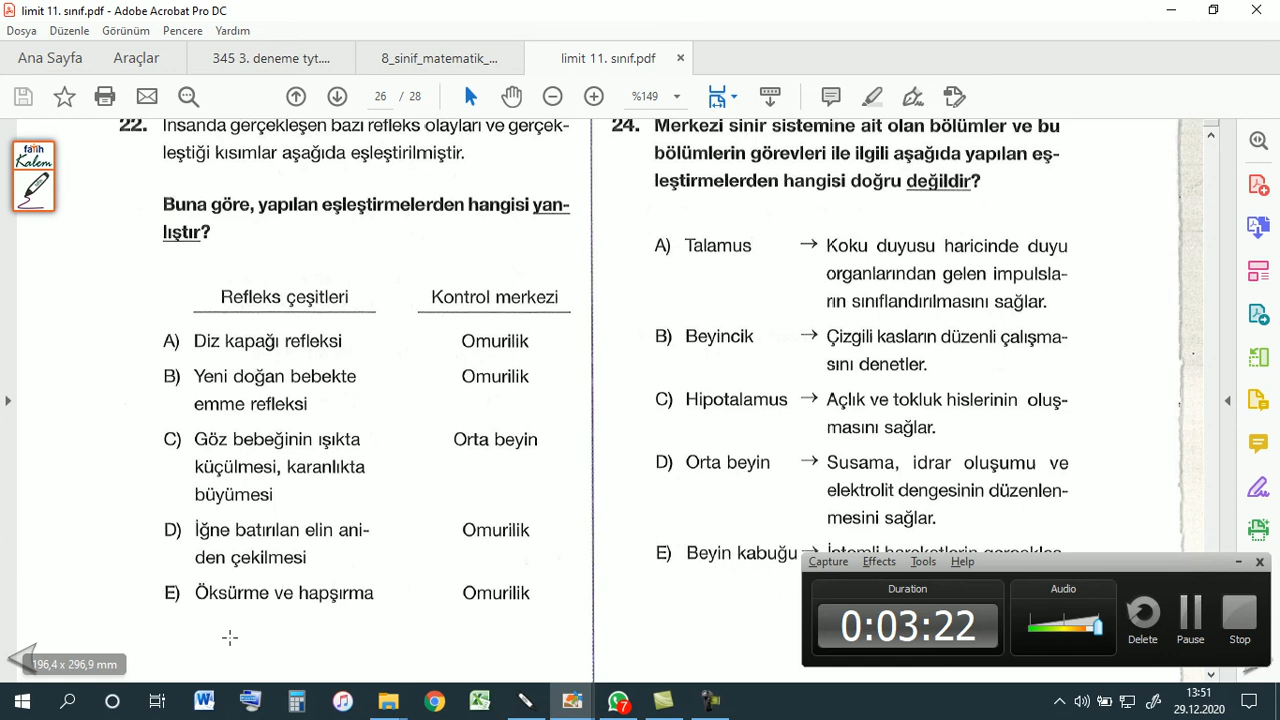 limit 11. sınıf.pdf - Adobe Acrobat Pro DC
Dosya Düzenle Görünüm Pencere Yardım
Ana Sayfa Araçlar 345 3. deneme tyt.... 8_sinif_matematik_... limit 11. sınıf.pdf ×
26 / 28 %149
fatih
Kalem
22. İnsanda gerçekleşen bazı refleks olayları ve gerçek-
leştiği kısımlar aşağıda eşleştirilmiştir.
Buna göre, yapılan eşleştirmelerden hangisi yan-
lıştır?
Refleks çeşitleri Kontrol merkezi
A) Diz kapağı refleksi Omurilik
B) Yeni doğan bebekte Omurilik
emme refleksi
C) Göz bebeğinin ışıkta Orta beyin
küçülmesi, karanlıkta
büyümesi
D) İğne batırılan elin ani- Omurilik
den çekilmesi
E) Öksürme ve hapşırma Omurilik
24. Merkezi sinir sistemine ait olan bölümler ve bu
bölümlerin görevleri ile ilgili aşağıda yapılan eş-
leştirmelerden hangisi doğru değildir?
A) Talamus → Koku duyusu haricinde duyu
organlarından gelen impulsla-
rın sınıflandırılmasını sağlar.
B) Beyincik → Çizgili kasların düzenli çalışma-
sını denetler.
C) Hipotalamus → Açlık ve tokluk hislerinin oluş-
masını sağlar.
D) Orta beyin → Susama, idrar oluşumu ve
elektrolit dengesinin düzenlen-
mesini sağlar.
E) Beyin kabuğu → İstemli hareketlerin gerçekleş-
Capture Effects Tools Help
Duration Audio
0:03:22
Delete Pause Stop
196,4 x 296,9 mm
7
13:51
29.12.2020